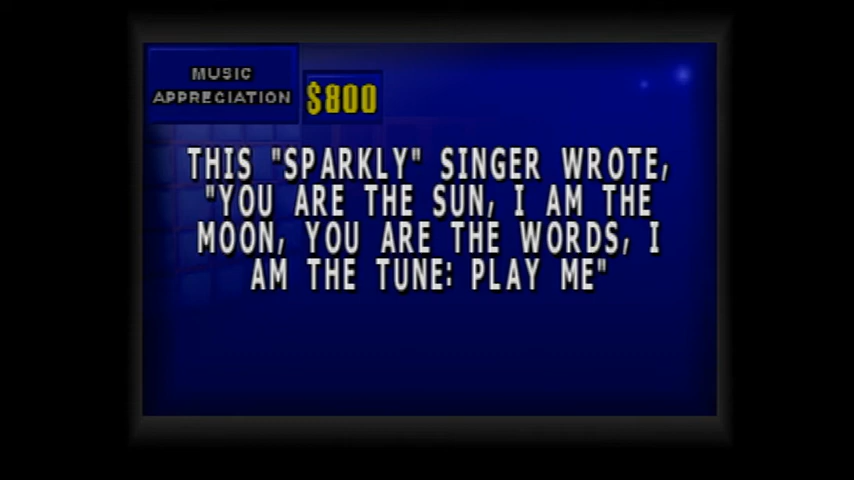 MUSIC
APPRECIATION
$800
THIS "SPARKLY" SINGER WROTE,
"YOU ARE THE SUN, I AM THE
MOON, YOU ARE THE WORDS, I
AM THE TUNE: PLAY ME"